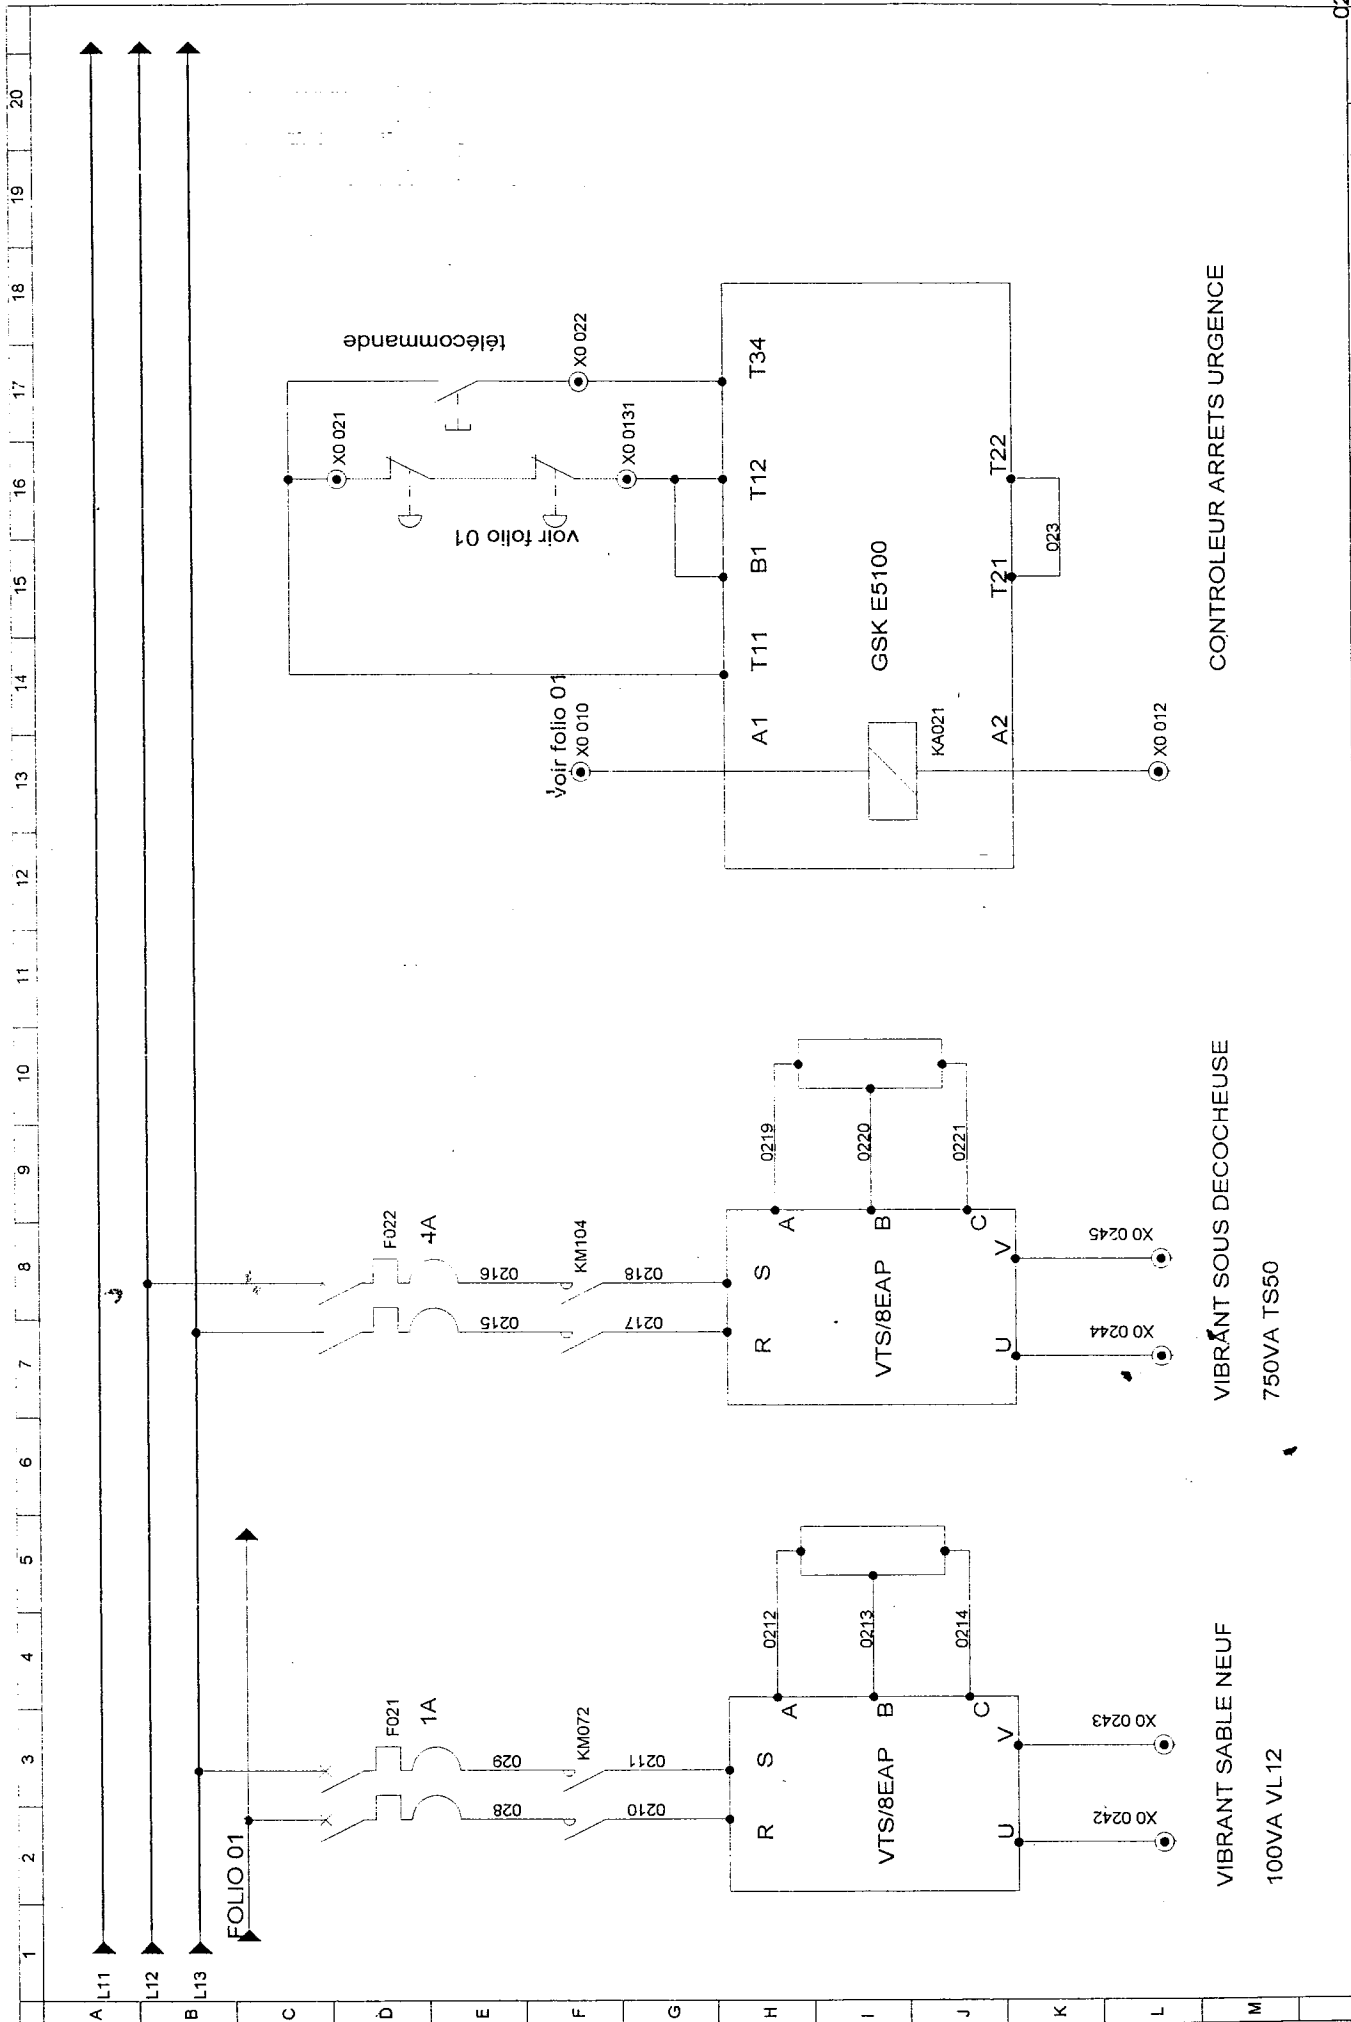 1 2 3 4 5 6 7 8 9 10 11 12 13 14 15 16 17 18 19 20
A
L11
L12
B
L13
C
D
E
F
G
H
I
J
K
L
M
FOLIO 01
F021
1A
028
029
KM072
0210
0211
R
S
VTS/8EAP
A
B
C
U
V
0212
0213
0214
X0 0242
X0 0243
VIBRANT SABLE NEUF
100VA VL12
F022
4A
0215
0216
KM104
0217
0218
R
S
VTS/8EAP
A
B
C
U
V
0219
0220
0221
X0 0244
X0 0245
VIBRANT SOUS DECOCHEUSE
750VA TS50
Voir folio 01
X0 010
X0 021
voir folio 01
X0 0131
télécommande
X0 022
A1
T11
B1
T12
T34
GSK E5100
KA021
A2
T21
T22
023
X0 012
CONTROLEUR ARRETS URGENCE